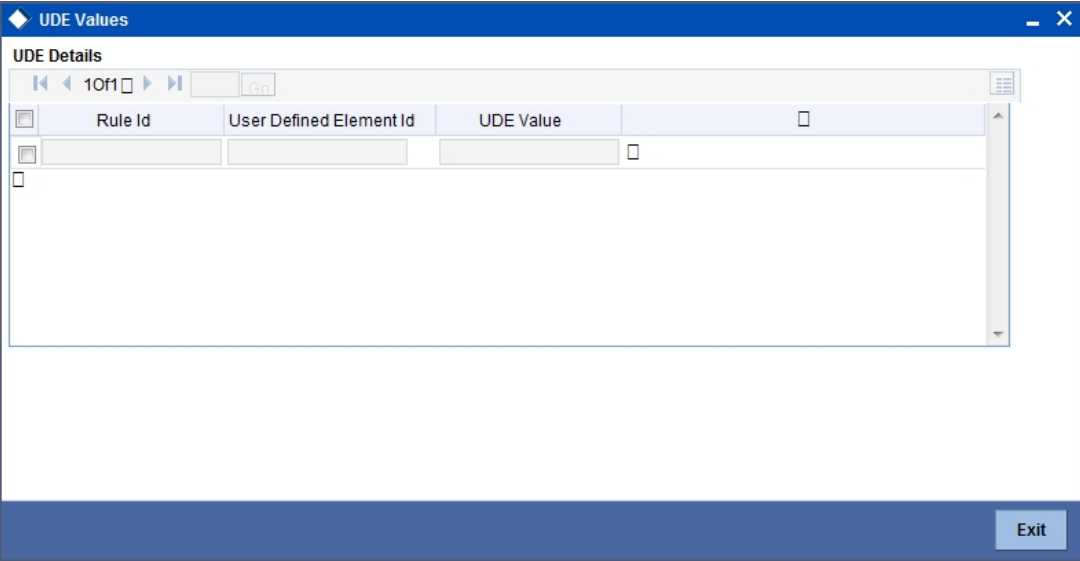 UDE Values
UDE Details
1Of1 Go
Rule Id User Defined Element Id UDE Value
Exit